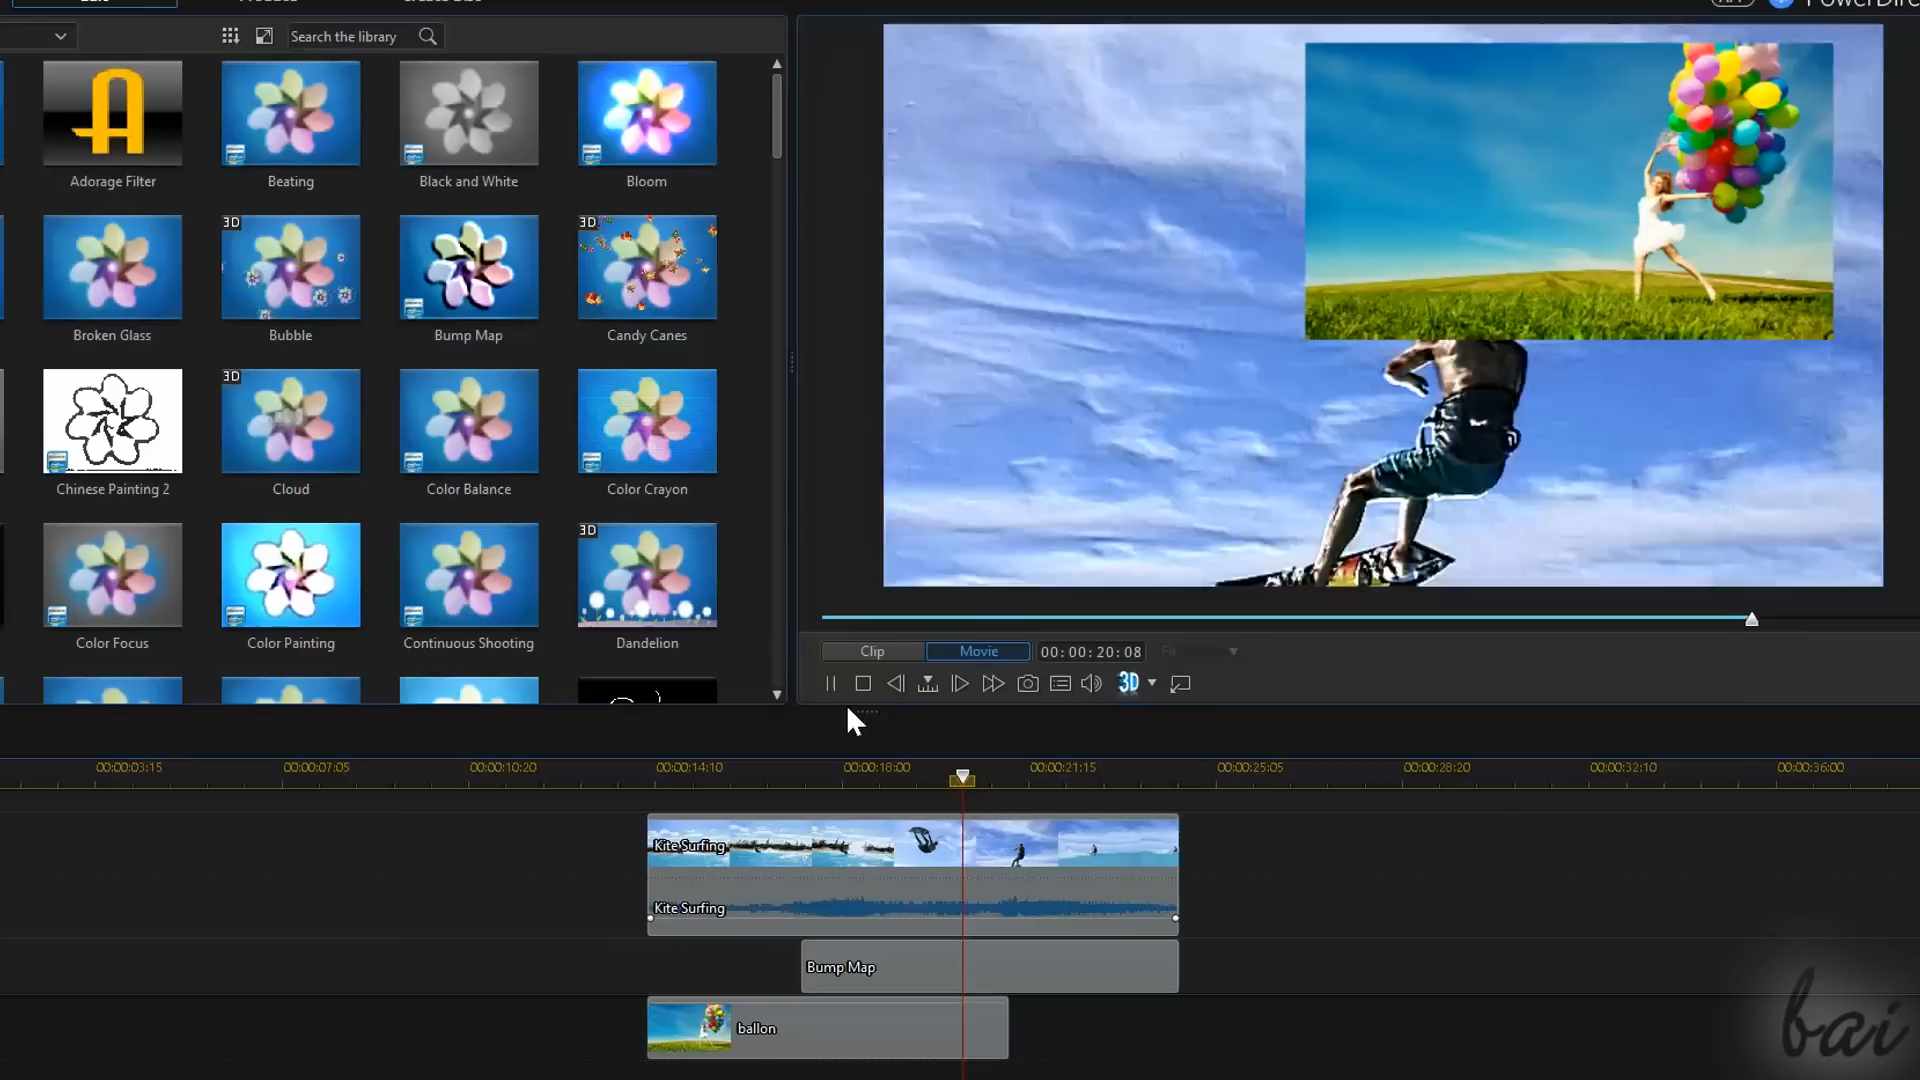 Search the library
Adorage Filter
Beating
Black and White
Bloom
3D
3D
Broken Glass
Bubble
Bump Map
Candy Canes
3D
Chinese Painting 2
Cloud
Color Balance
Color Crayon
3D
Color Focus
Color Painting
Continuous Shooting
Dandelion
Clip
Movie
00:00:20:08
Fit
3D
00:00:03:15
00:00:07:05
00:00:10:20
00:00:14:10
00:00:18:00
00:00:21:15
00:00:25:05
00:00:28:20
00:00:32:10
00:00:36:00
Kite Surfing
Kite Surfing
Bump Map
ballon
bai